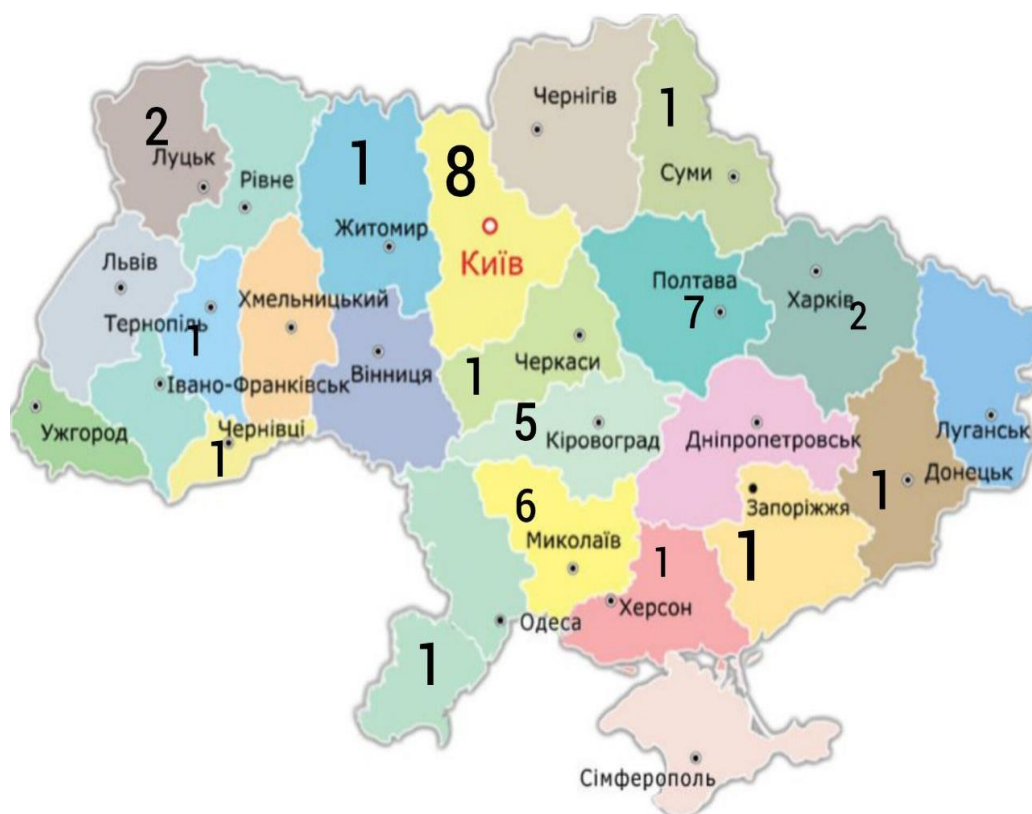 Чернігів
1
2
Луцьк
1
8
Суми
Рівне
Житомир
Київ
Львів
Полтава
Харків
Хмельницький
7
2
Тернопіль
1
Черкаси
Вінниця
1
Івано-Франківськ
Ужгород
Чернівці
1
5
Кіровоград
Дніпропетровськ
Луганськ
1
Донецьк
6
Запоріжжя
Миколаїв
1
1
Херсон
Одеса
1
Сімферополь